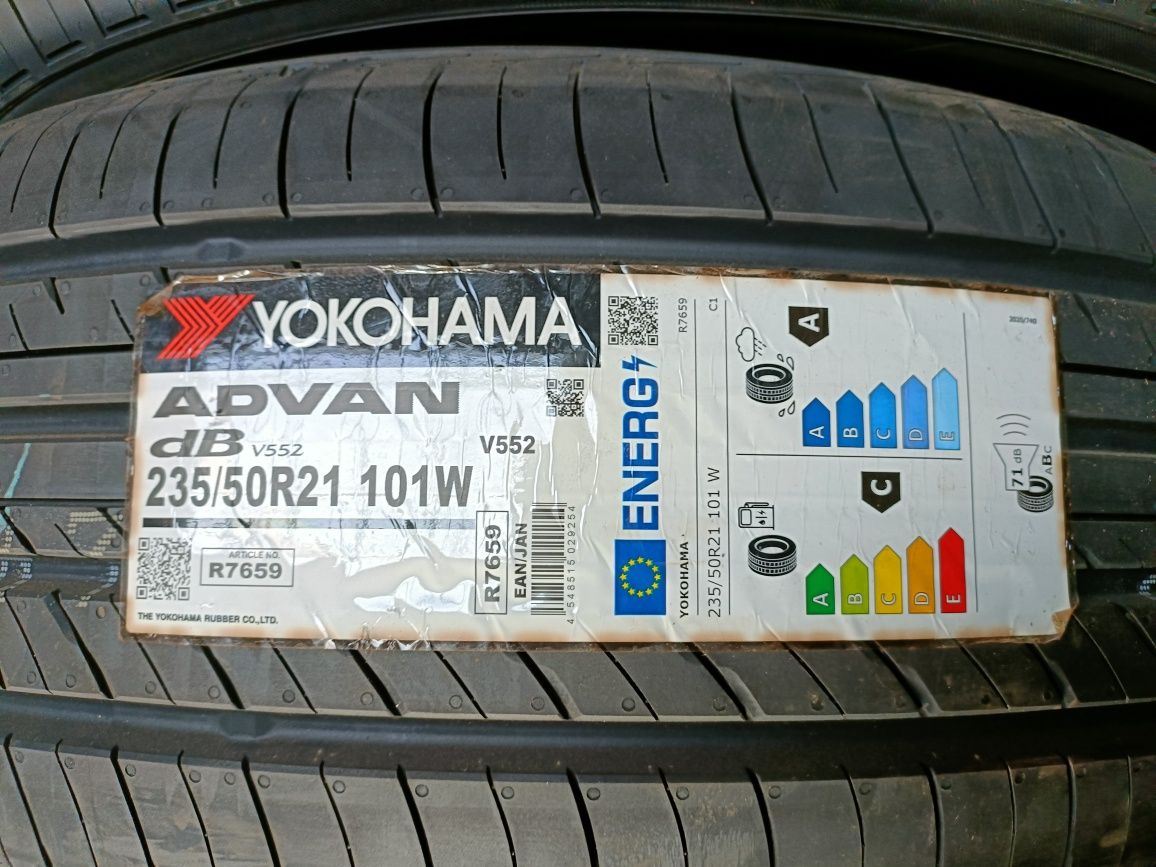 YOKOHAMA
ADVAN
dB V552
V552
235/50R21 101W
ARTICLE NO.
R7659
R7659
EAN/JAN
4 548515 029254
THE YOKOHAMA RUBBER CO.,LTD.
ENERG
YOKOHAMA
R7659
235/50R21 101 W
C1
A
A
B
C
D
E
C
A
B
C
D
E
71 dB
ABC
2020/740